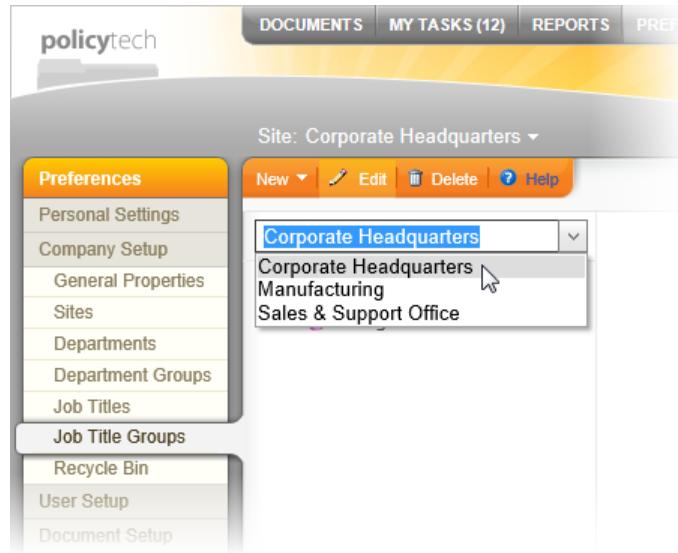 policytech
DOCUMENTS MY TASKS (12) REPORTS PREF
Site: Corporate Headquarters
Preferences
New Edit Delete Help
Personal Settings
Company Setup
General Properties
Sites
Departments
Department Groups
Job Titles
Job Title Groups
Recycle Bin
User Setup
Document Setup
Corporate Headquarters
Corporate Headquarters
Manufacturing
Sales & Support Office